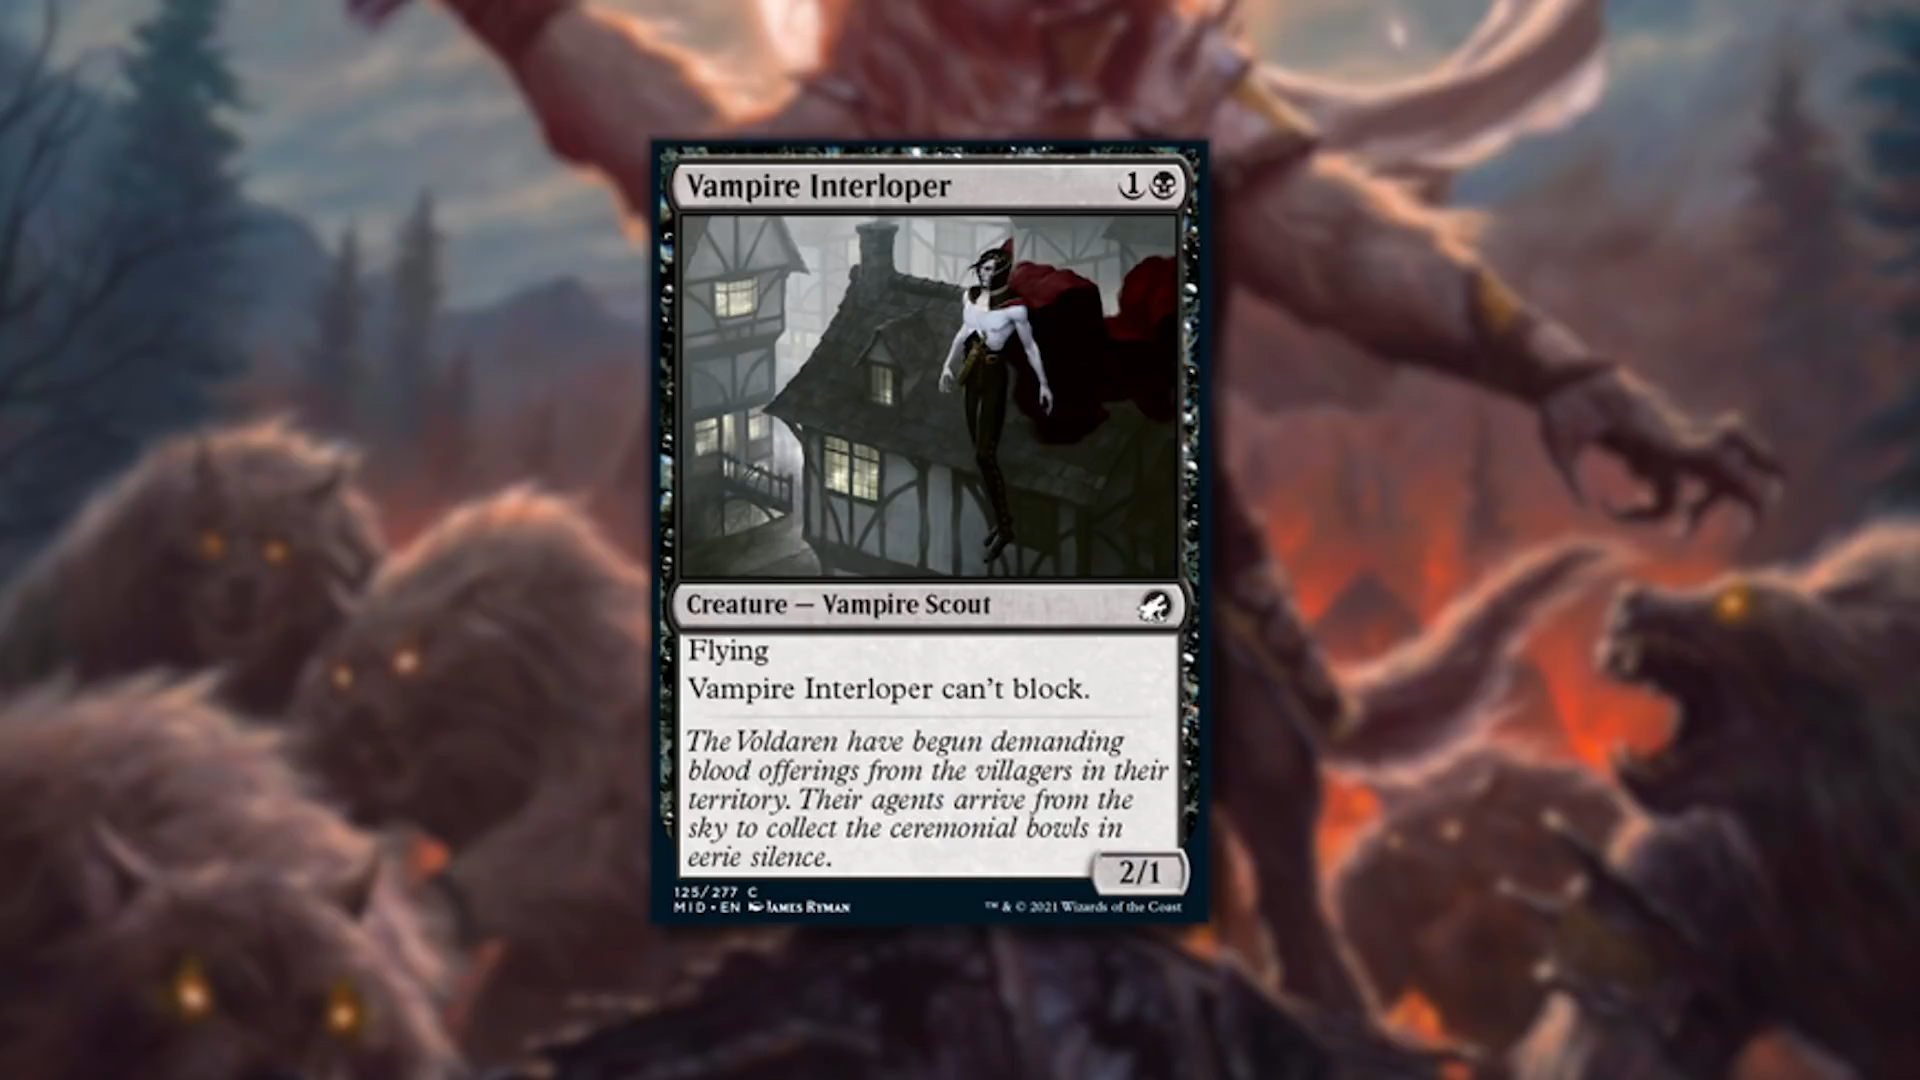 Vampire Interloper 1
Creature — Vampire Scout
Flying
Vampire Interloper can't block.
The Voldaren have begun demanding
blood offerings from the villagers in their
territory. Their agents arrive from the
sky to collect the ceremonial bowls in
eerie silence.
2/1
125/277 C
MID • EN James Ryman
™ & © 2021 Wizards of the Coast